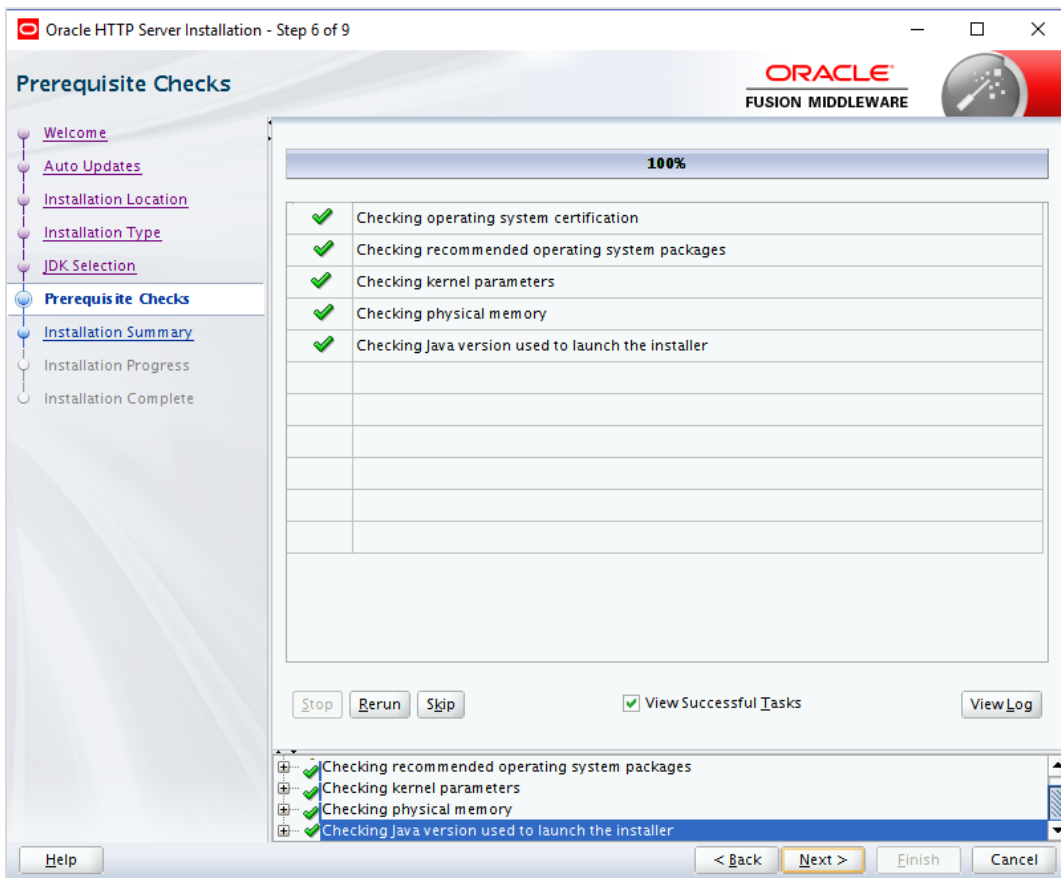 Oracle HTTP Server Installation - Step 6 of 9
Prerequisite Checks
ORACLE®
FUSION MIDDLEWARE
Welcome
Auto Updates
Installation Location
Installation Type
JDK Selection
Prerequisite Checks
Installation Summary
Installation Progress
Installation Complete
100%
Checking operating system certification
Checking recommended operating system packages
Checking kernel parameters
Checking physical memory
Checking Java version used to launch the installer
Stop Rerun Skip View Successful Tasks View Log
Checking recommended operating system packages
Checking kernel parameters
Checking physical memory
Checking Java version used to launch the installer
Help < Back Next > Finish Cancel